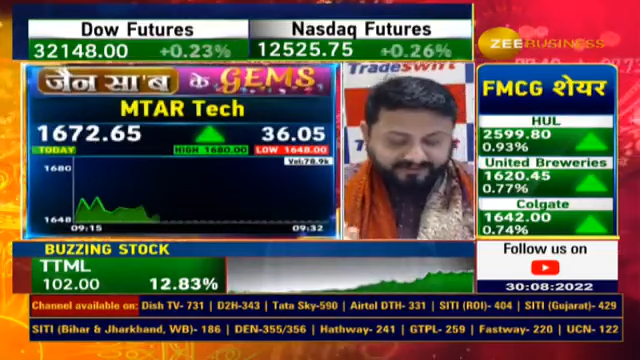 Dow Futures
32148.00 +0.23%
Nasdaq Futures
12525.75 +0.26%
ZEE BUSINESS
जैन सा'ब के GEMS
MTAR Tech
1672.65 36.05
TODAY HIGH 1680.00 LOW 1648.00
Vol:78.9k
1680
1648
09:15 09:32
TradeSwift
FMCG शेयर
HUL
2599.80
0.93%
United Breweries
1620.45
0.77%
Colgate
1642.00
0.74%
BUZZING STOCK
TTML
102.00 12.83%
Follow us on
30:08:2022
Channel available on: Dish TV- 731 | D2H-343 | Tata Sky-590 | Airtel DTH- 331 | SITI (ROI)- 404 | SITI (Gujarat)- 429
SITI (Bihar & Jharkhand, WB)- 186 | DEN-355/356 | Hathway- 241 | GTPL- 259 | Fastway- 220 | UCN- 122